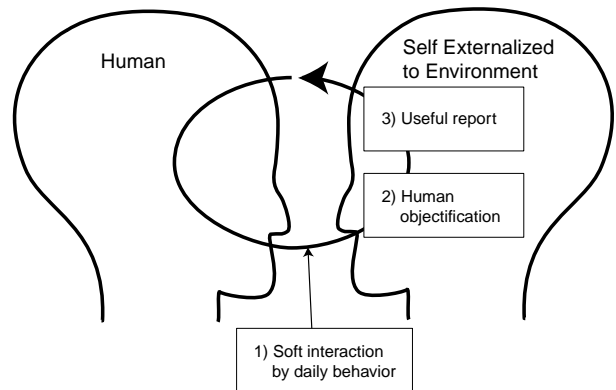 Human
Self Externalized
to Environment
3) Useful report
2) Human
objectification
1) Soft interaction
by daily behavior